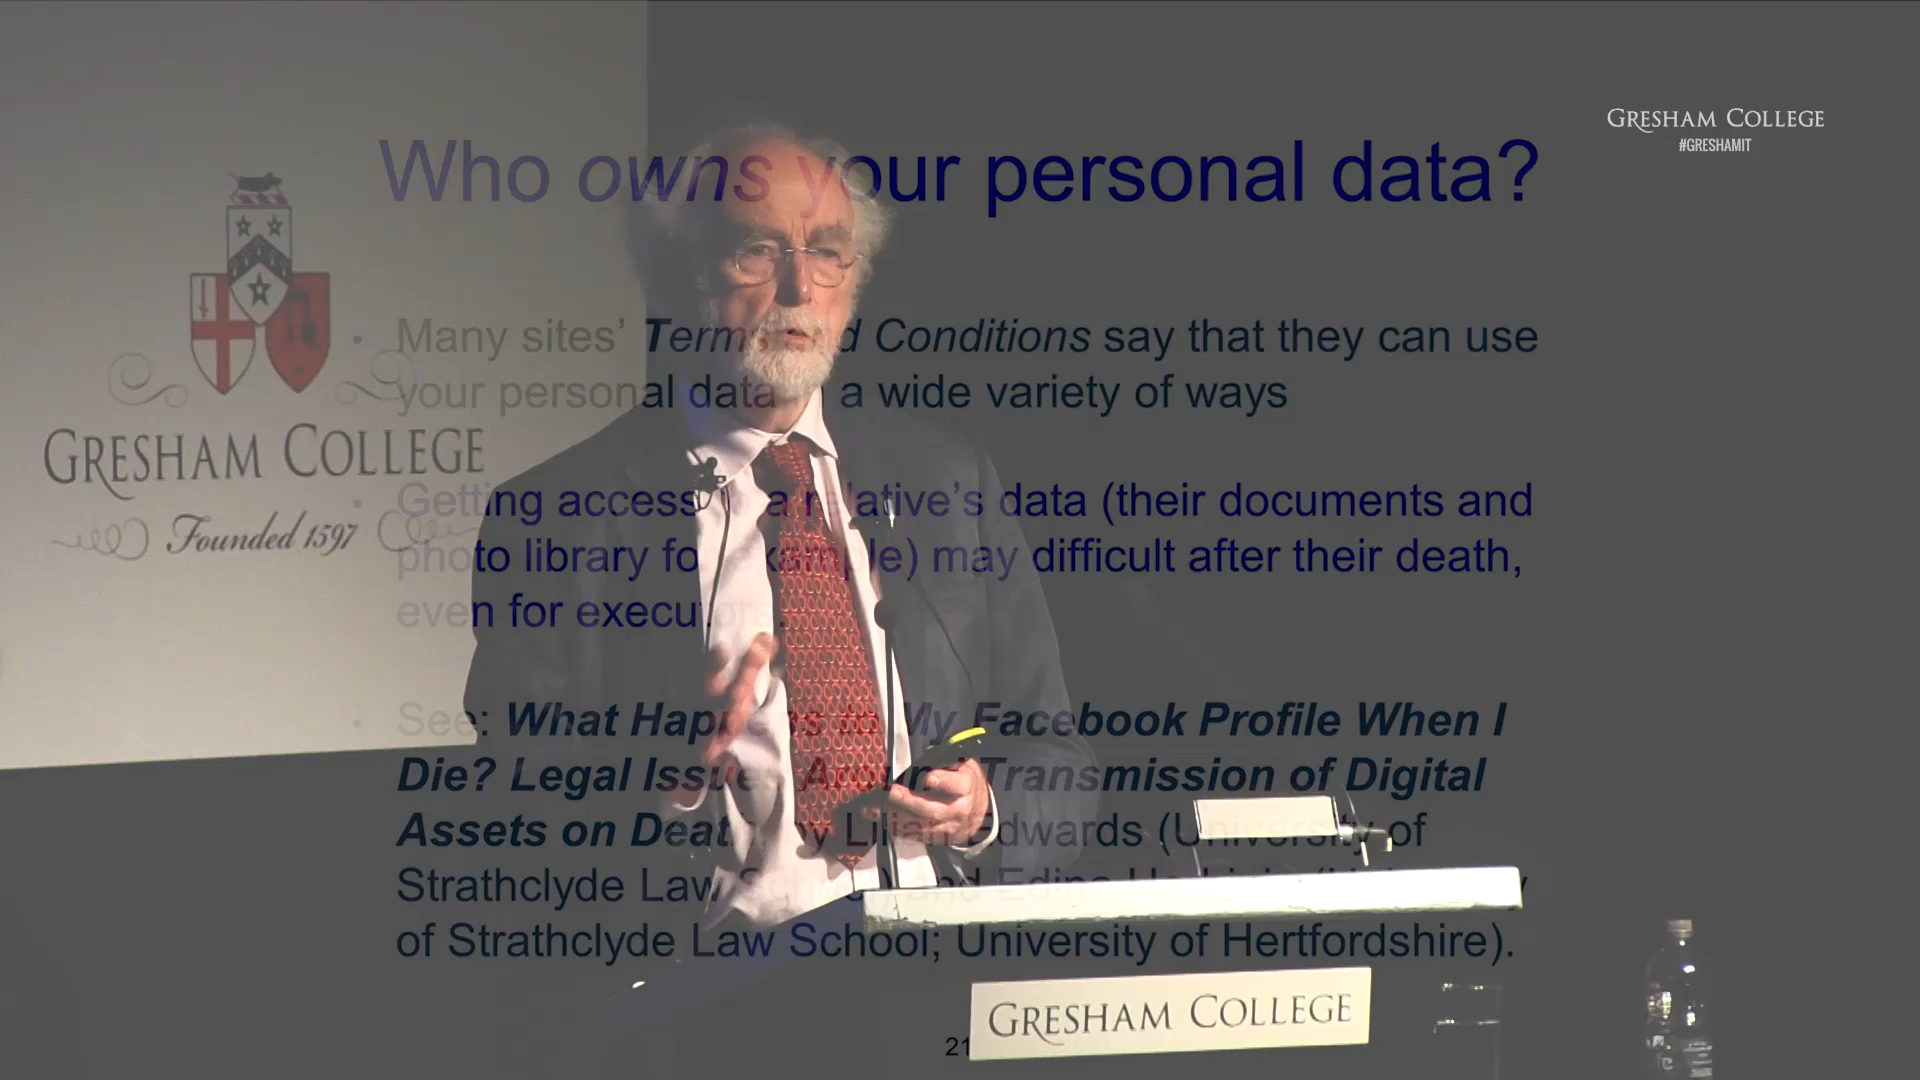 GRESHAM COLLEGE
#GRESHAMIT
Who owns your personal data?
GRESHAM COLLEGE
Founded 1597
• Many sites’ Terms and Conditions say that they can use
your personal data a wide variety of ways
• Getting access a relative’s data (their documents and
photo library for example) may difficult after their death,
even for executors.
• See: What Happens to My Facebook Profile When I
Die? Legal Issues Around Transmission of Digital
Assets on Death by Lilian Edwards (University of
Strathclyde Law School) and Edina
of Strathclyde Law School; University of Hertfordshire).
21
GRESHAM COLLEGE